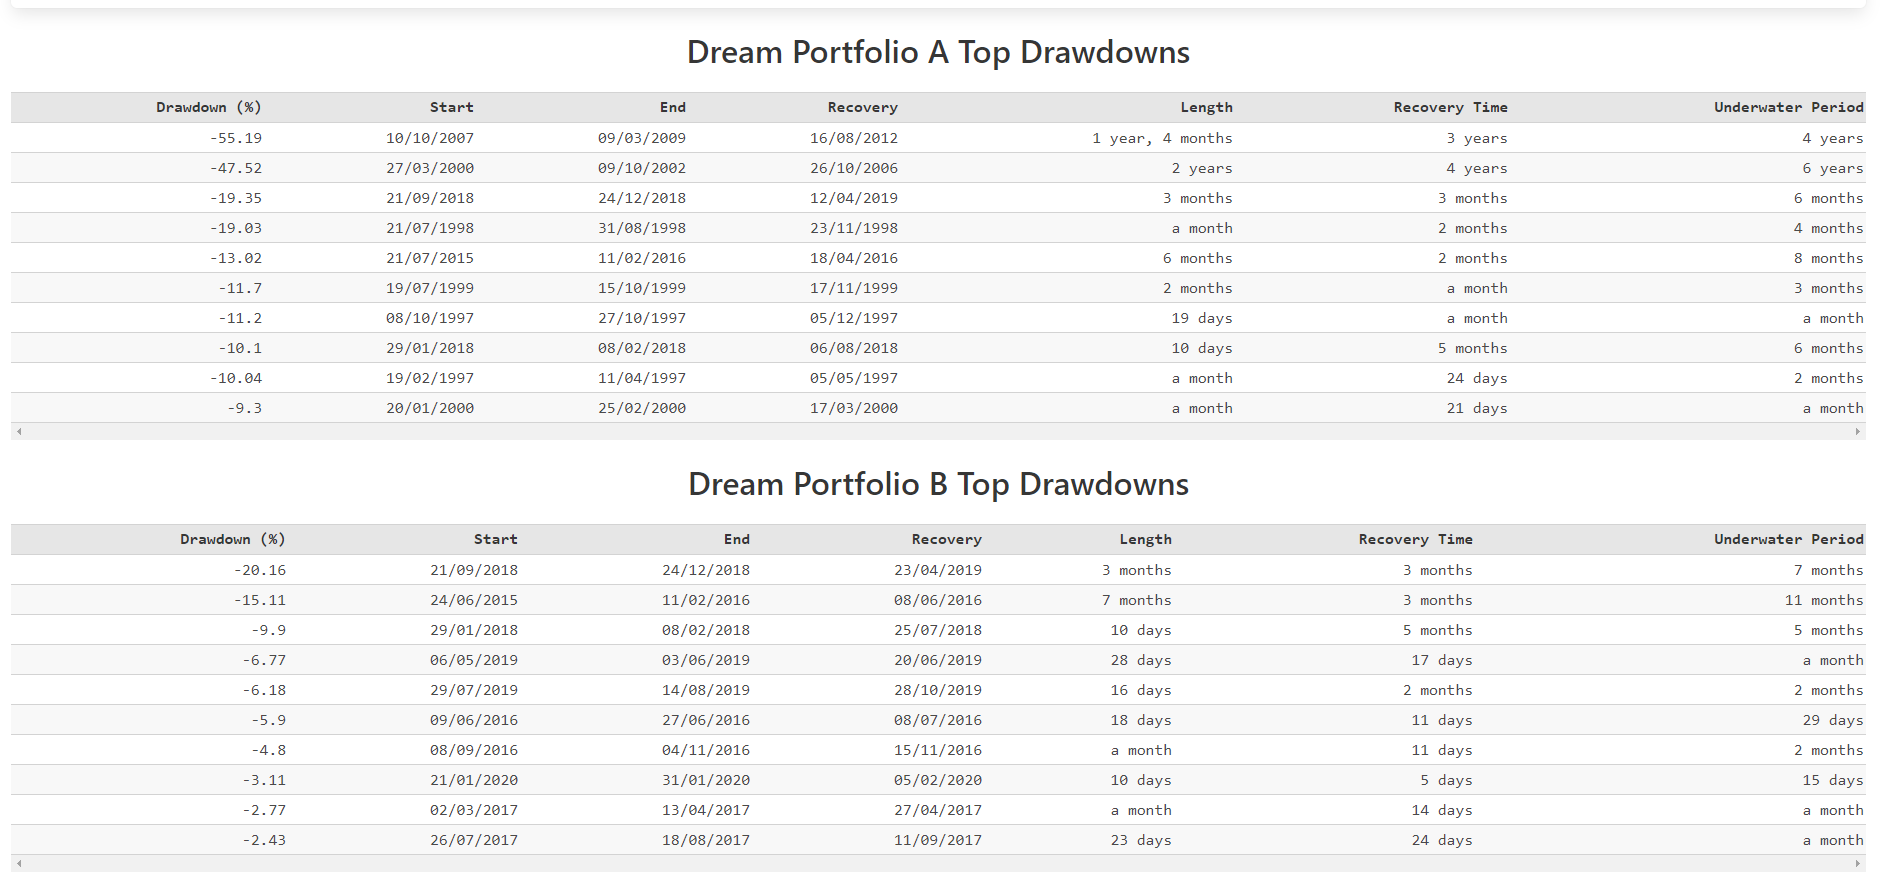 Dream Portfolio A Top Drawdowns
Drawdown (%) Start End Recovery Length Recovery Time Underwater Period
-55.19 10/10/2007 09/03/2009 16/08/2012 1 year, 4 months 3 years 4 years
-47.52 27/03/2000 09/10/2002 26/10/2006 2 years 4 years 6 years
-19.35 21/09/2018 24/12/2018 12/04/2019 3 months 3 months 6 months
-19.03 21/07/1998 31/08/1998 23/11/1998 a month 2 months 4 months
-13.02 21/07/2015 11/02/2016 18/04/2016 6 months 2 months 8 months
-11.7 19/07/1999 15/10/1999 17/11/1999 2 months a month 3 months
-11.2 08/10/1997 27/10/1997 05/12/1997 19 days a month a month
-10.1 29/01/2018 08/02/2018 06/08/2018 10 days 5 months 6 months
-10.04 19/02/1997 11/04/1997 05/05/1997 a month 24 days 2 months
-9.3 20/01/2000 25/02/2000 17/03/2000 a month 21 days a month
Dream Portfolio B Top Drawdowns
Drawdown (%) Start End Recovery Length Recovery Time Underwater Period
-20.16 21/09/2018 24/12/2018 23/04/2019 3 months 3 months 7 months
-15.11 24/06/2015 11/02/2016 08/06/2016 7 months 3 months 11 months
-9.9 29/01/2018 08/02/2018 25/07/2018 10 days 5 months 5 months
-6.77 06/05/2019 03/06/2019 20/06/2019 28 days 17 days a month
-6.18 29/07/2019 14/08/2019 28/10/2019 16 days 2 months 2 months
-5.9 09/06/2016 27/06/2016 08/07/2016 18 days 11 days 29 days
-4.8 08/09/2016 04/11/2016 15/11/2016 a month 11 days 2 months
-3.11 21/01/2020 31/01/2020 05/02/2020 10 days 5 days 15 days
-2.77 02/03/2017 13/04/2017 27/04/2017 a month 14 days a month
-2.43 26/07/2017 18/08/2017 11/09/2017 23 days 24 days a month